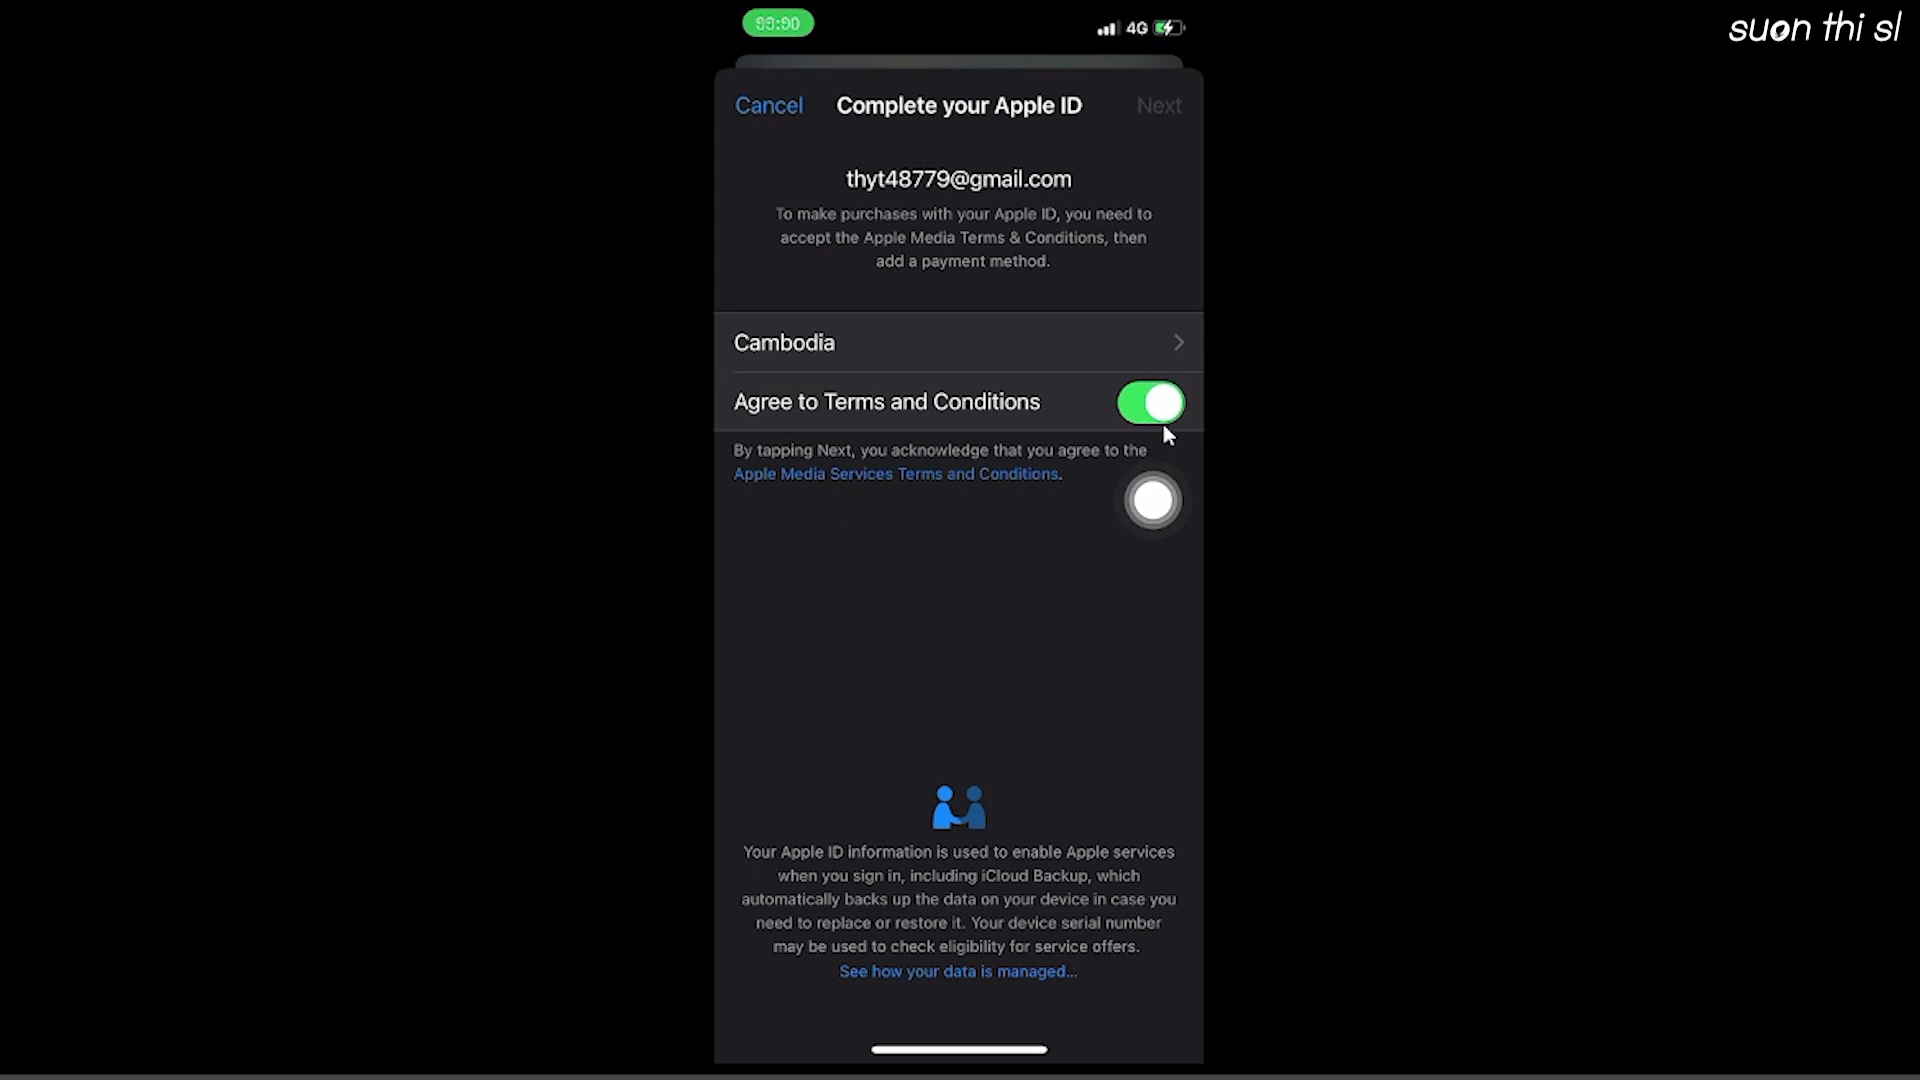 suon thi sl
4G
Cancel
Complete your Apple ID
Next
thyt48779@gmail.com
To make purchases with your Apple ID, you need to
accept the Apple Media Terms & Conditions, then
add a payment method.
Cambodia
Agree to Terms and Conditions
By tapping Next, you acknowledge that you agree to the
Apple Media Services Terms and Conditions.
Your Apple ID information is used to enable Apple services
when you sign in, including iCloud Backup, which
automatically backs up the data on your device in case you
need to replace or restore it. Your device serial number
may be used to check eligibility for service offers.
See how your data is managed...